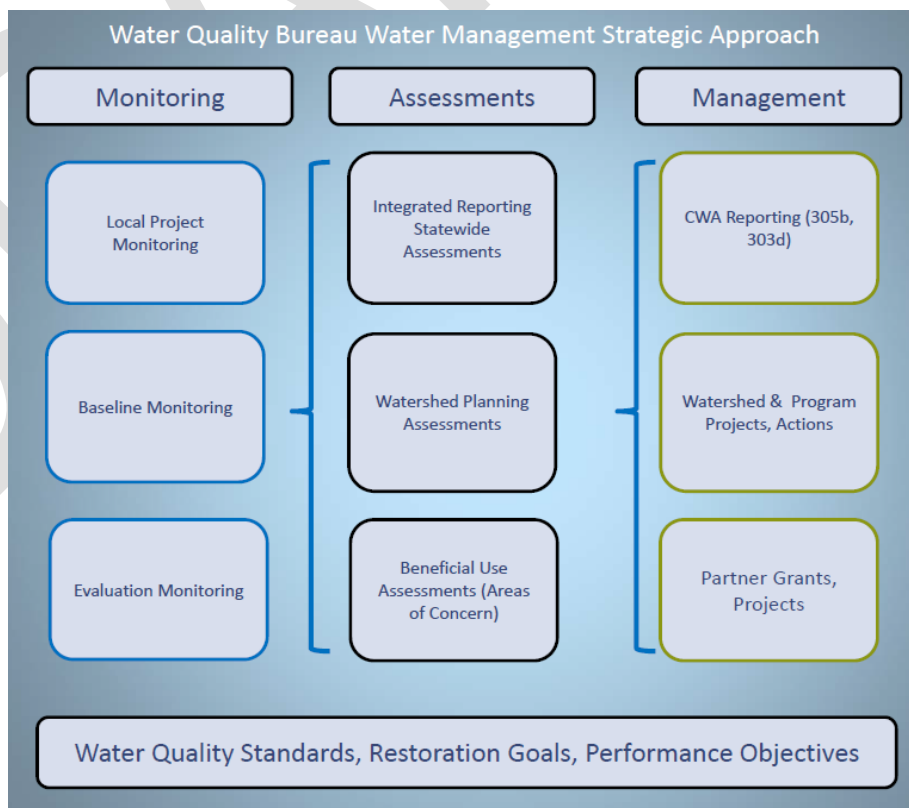 Water Quality Bureau Water Management Strategic Approach
Monitoring
Assessments
Management
Local Project
Monitoring
Baseline Monitoring
Evaluation Monitoring
Integrated Reporting
Statewide
Assessments
Watershed Planning
Assessments
Beneficial Use
Assessments (Areas
of Concern)
CWA Reporting (305b,
303d)
Watershed & Program
Projects, Actions
Partner Grants,
Projects
Water Quality Standards, Restoration Goals, Performance Objectives